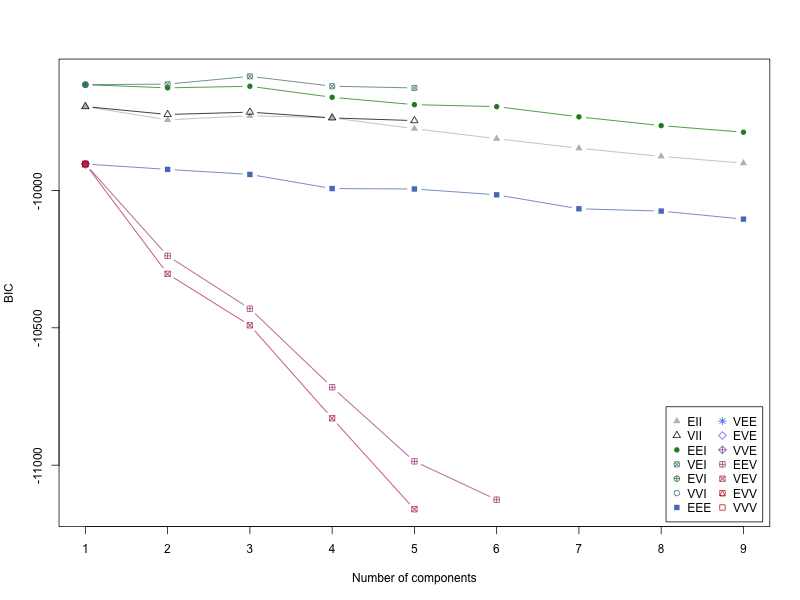 BIC
-10000
-10500
-11000
1 2 3 4 5 6 7 8 9
Number of components
EII VEE
VII EVE
EEI VVE
VEI EEV
EVI VEV
VVI EVV
EEE VVV